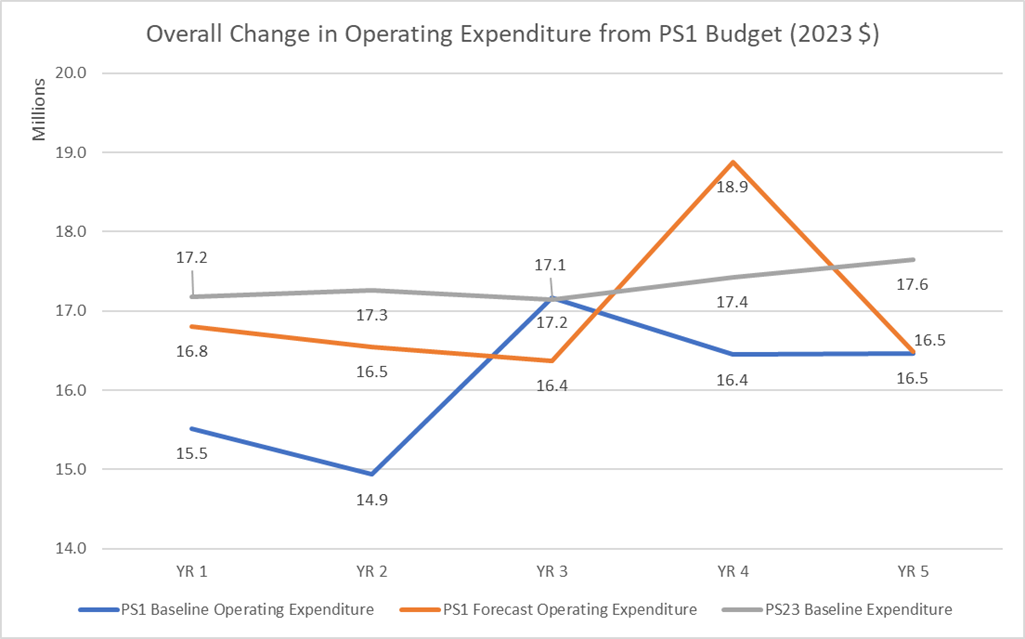 Overall Change in Operating Expenditure from PS1 Budget (2023 $)
Millions
20.0
19.0
18.0
17.0
16.0
15.0
14.0
17.2
17.3
17.1
17.4
17.6
16.8
16.5
16.4
18.9
16.5
15.5
14.9
17.2
16.4
16.5
YR 1
YR 2
YR 3
YR 4
YR 5
PS1 Baseline Operating Expenditure
PS1 Forecast Operating Expenditure
PS23 Baseline Expenditure